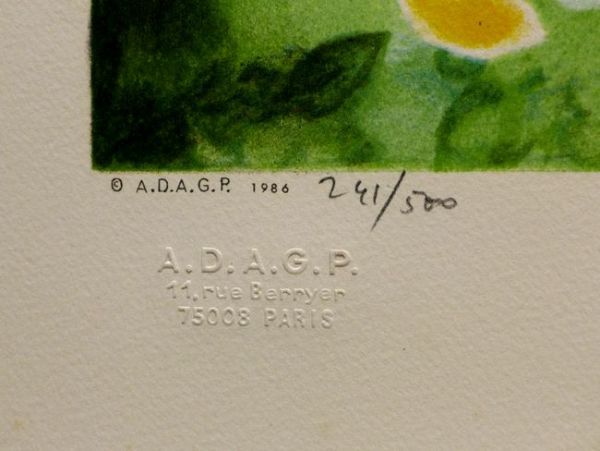 © A.D.A.G.P. 1986 241/500
A.D.A.G.P.
11, rue Berryer
75008 PARIS